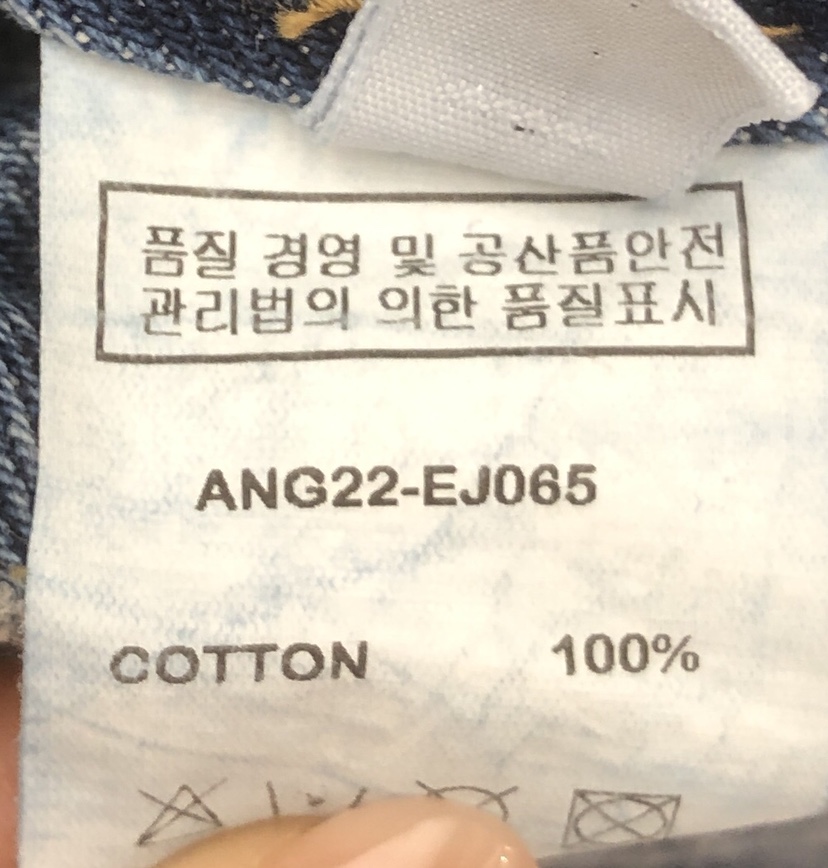 품질 경영 및 공산품안전
관리법의 의한 품질표시
ANG22-EJ065
COTTON 100%